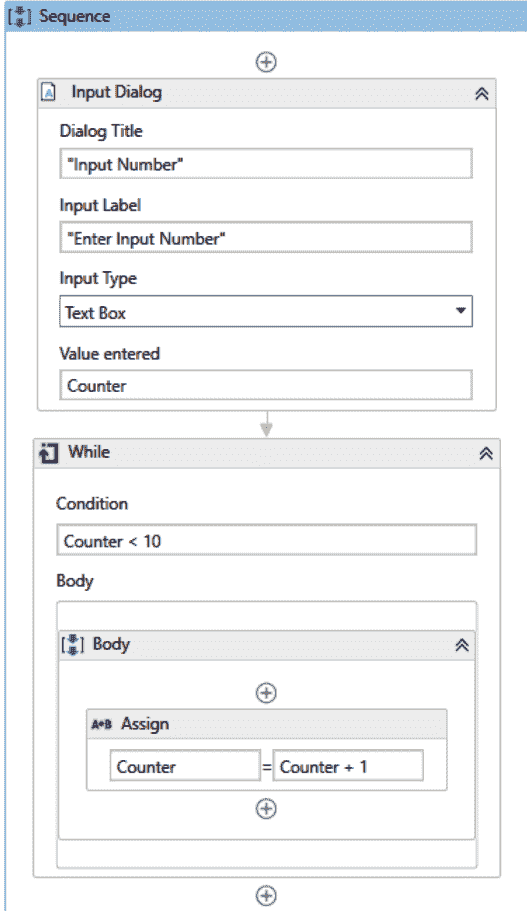 Sequence
Input Dialog
Dialog Title
"Input Number"
Input Label
"Enter Input Number"
Input Type
Text Box
Value entered
Counter
While
Condition
Counter < 10
Body
Body
A+B Assign
Counter = Counter + 1